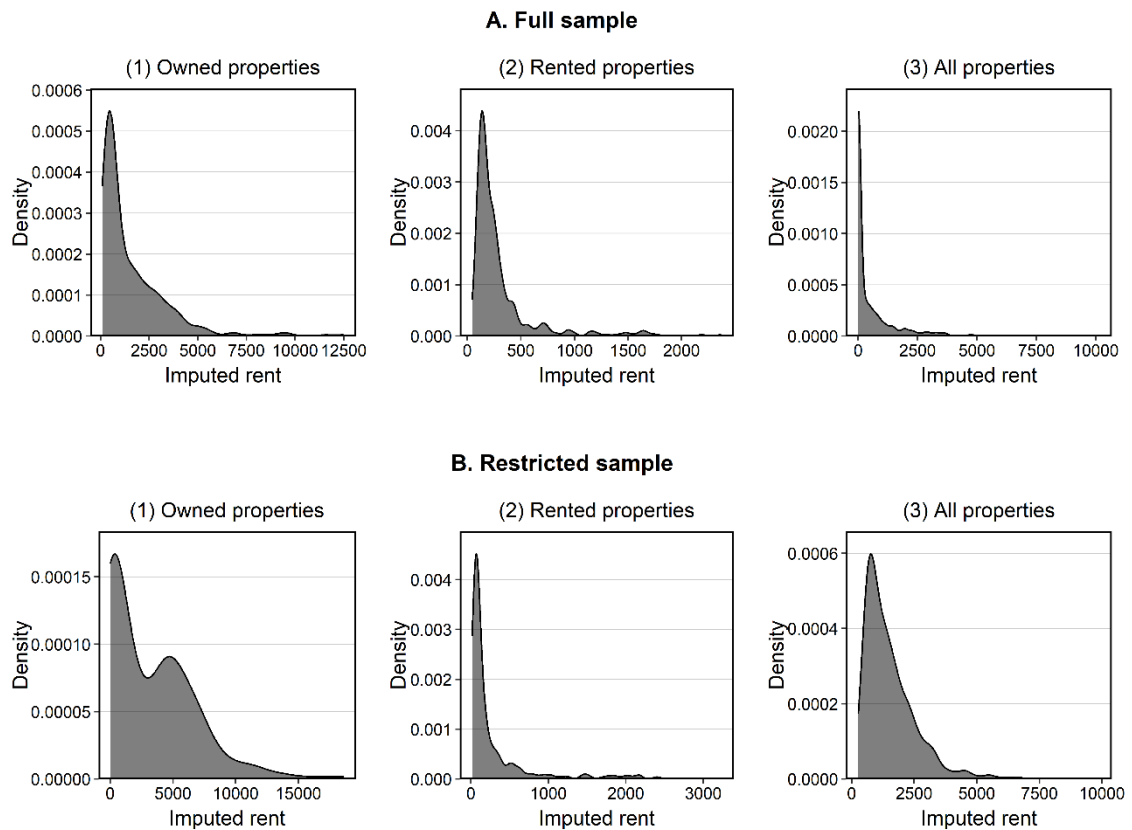 A. Full sample
(1) Owned properties
(2) Rented properties
(3) All properties
0.0006
0.0005
0.0004
0.0003
0.0002
0.0001
0.0000
Density
0 2500 5000 7500 10000 12500
Imputed rent
0.004
0.003
0.002
0.001
0.000
Density
0 500 1000 1500 2000
Imputed rent
0.0020
0.0015
0.0010
0.0005
0.0000
Density
0 2500 5000 7500 10000
Imputed rent
B. Restricted sample
(1) Owned properties
(2) Rented properties
(3) All properties
0.00015
0.00010
0.00005
0.00000
Density
0 5000 10000 15000
Imputed rent
0.004
0.003
0.002
0.001
0.000
Density
0 1000 2000 3000
Imputed rent
0.0006
0.0004
0.0002
0.0000
Density
0 2500 5000 7500 10000
Imputed rent